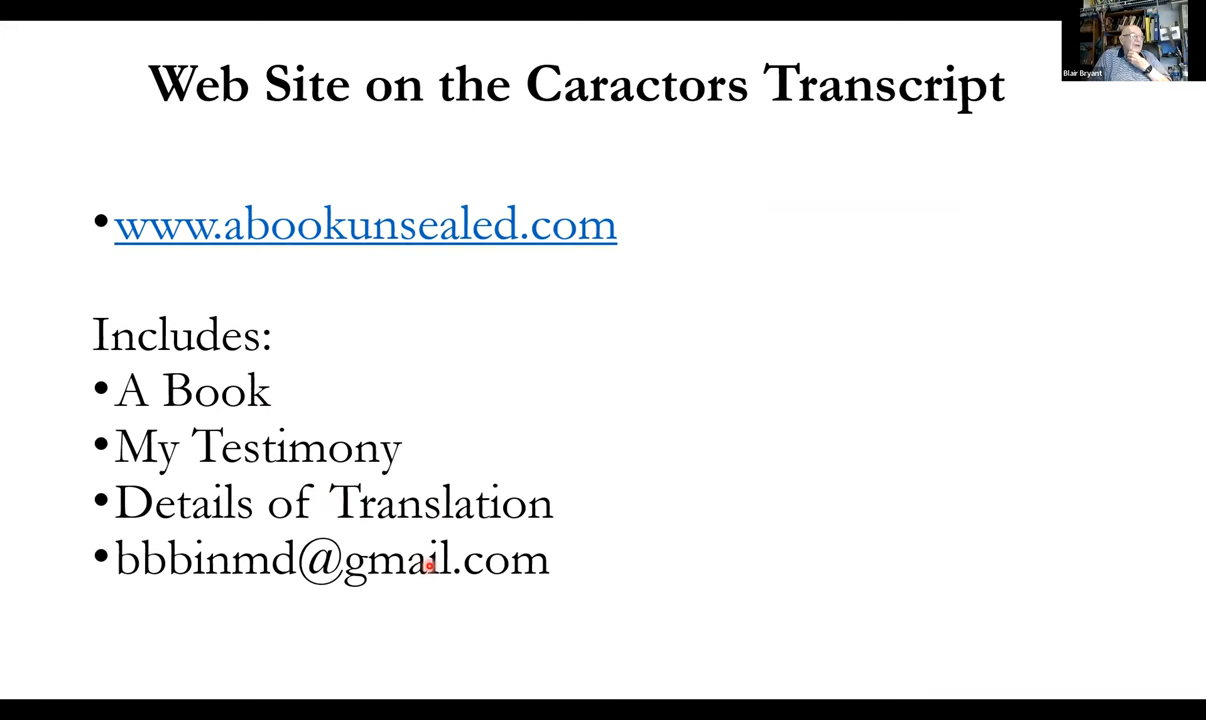 Web Site on the Caractors Transcript
Blair Bryant
•www.abookunsealed.com
Includes:
•A Book
•My Testimony
•Details of Translation
•bbbinmd@gmail.com